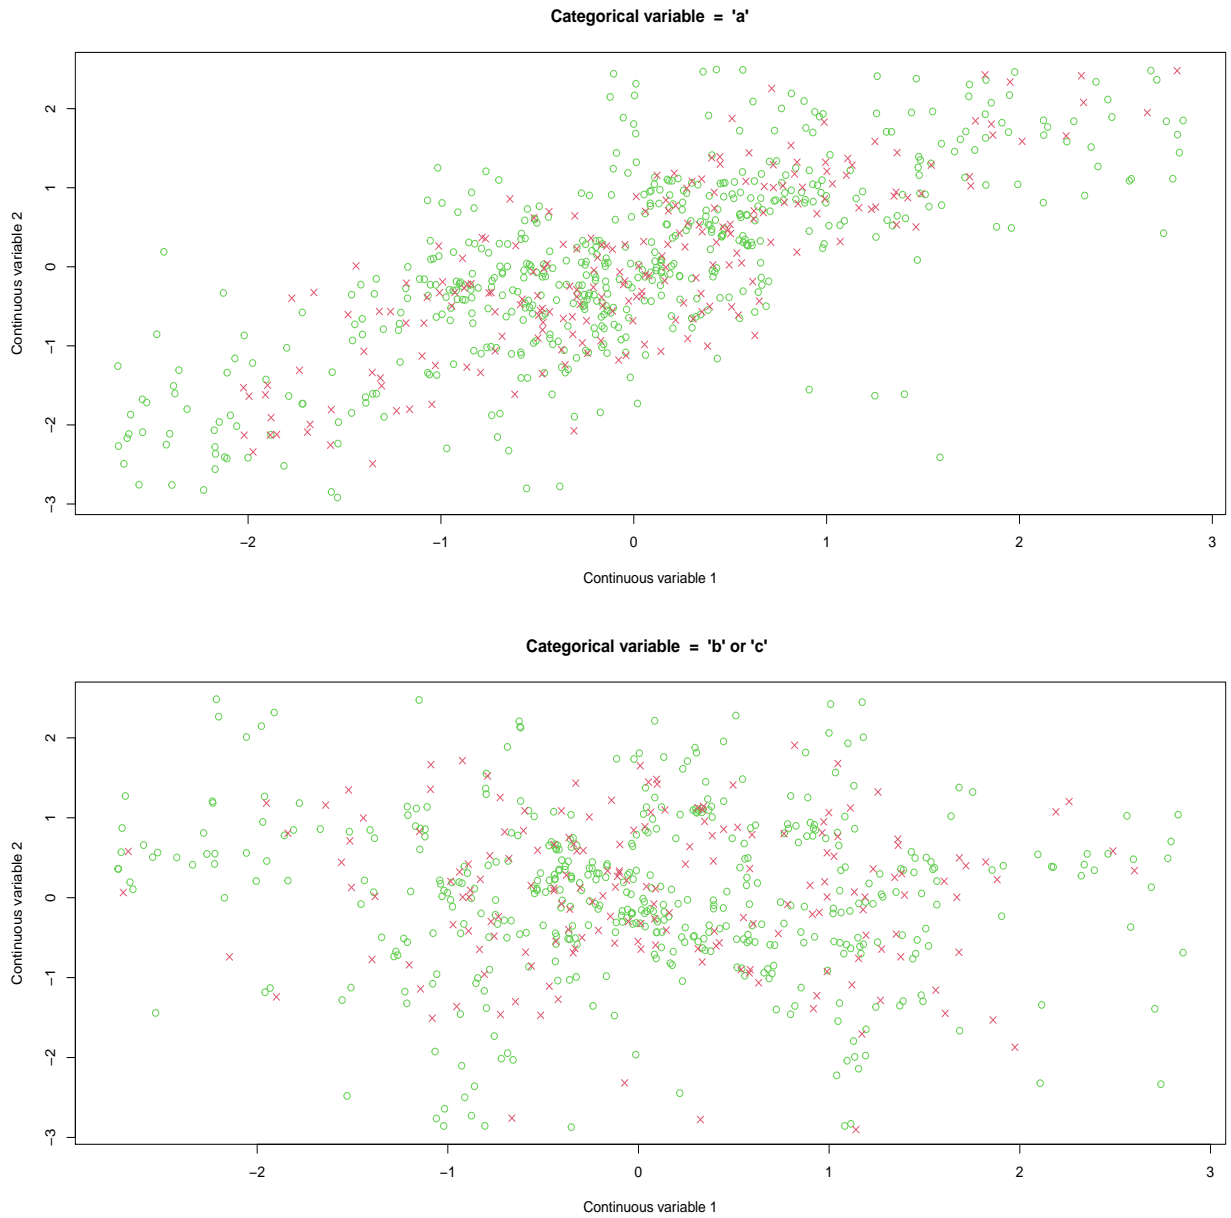 Categorical variable = 'a'
Continuous variable 2
2
1
0
−1
−2
−3
−2 −1 0 1 2 3
Continuous variable 1
Categorical variable = 'b' or 'c'
Continuous variable 2
2
1
0
−1
−2
−3
−2 −1 0 1 2 3
Continuous variable 1